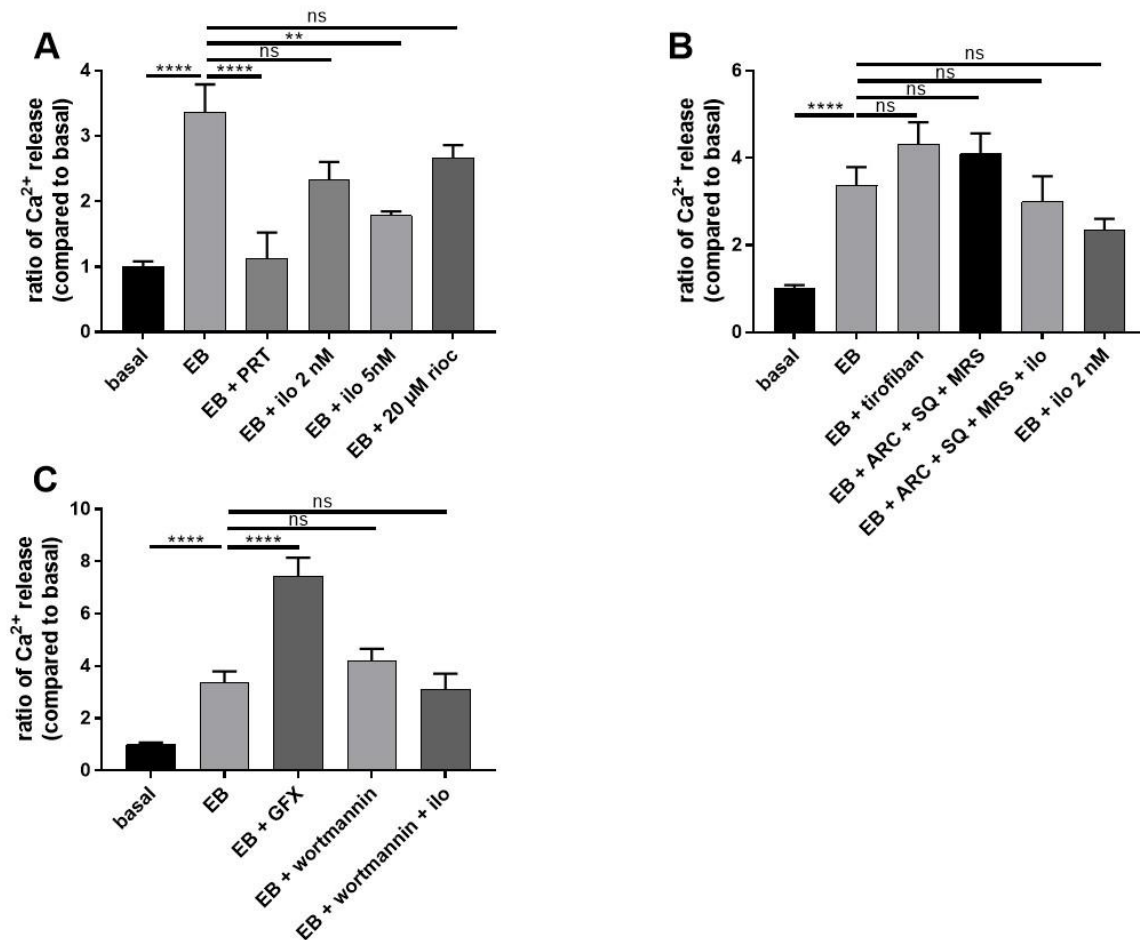 A
ns
**
ns
**** ****
ratio of Ca²⁺ release
(compared to basal)
4
3
2
1
0
basal
EB
EB + PRT
EB + ilo 2 nM
EB + ilo 5nM
EB + 20 µM rioc
B
ns
ns
ns
**** ns
ratio of Ca²⁺ release
(compared to basal)
6
4
2
0
basal
EB
EB + tirofiban
EB + ARC + SQ + MRS
EB + ARC + SQ + MRS + ilo
EB + ilo 2 nM
C
ns
ns
**** ****
ratio of Ca²⁺ release
(compared to basal)
10
8
6
4
2
0
basal
EB
EB + GFX
EB + wortmannin
EB + wortmannin + ilo